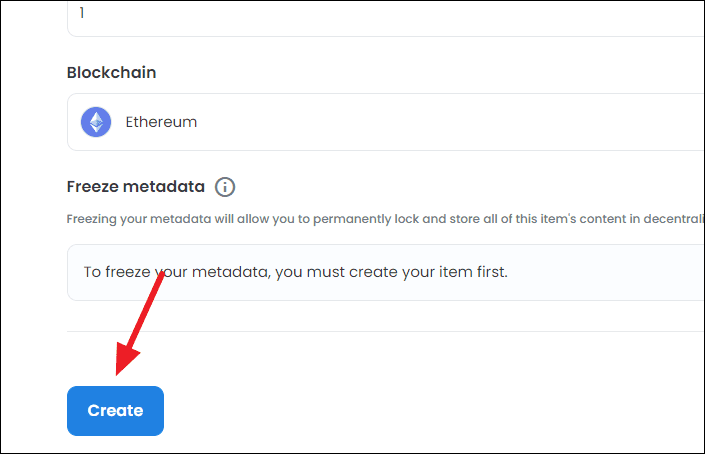 1
Blockchain
Ethereum
Freeze metadata
Freezing your metadata will allow you to permanently lock and store all of this item's content in decentrali
To freeze your metadata, you must create your item first.
Create